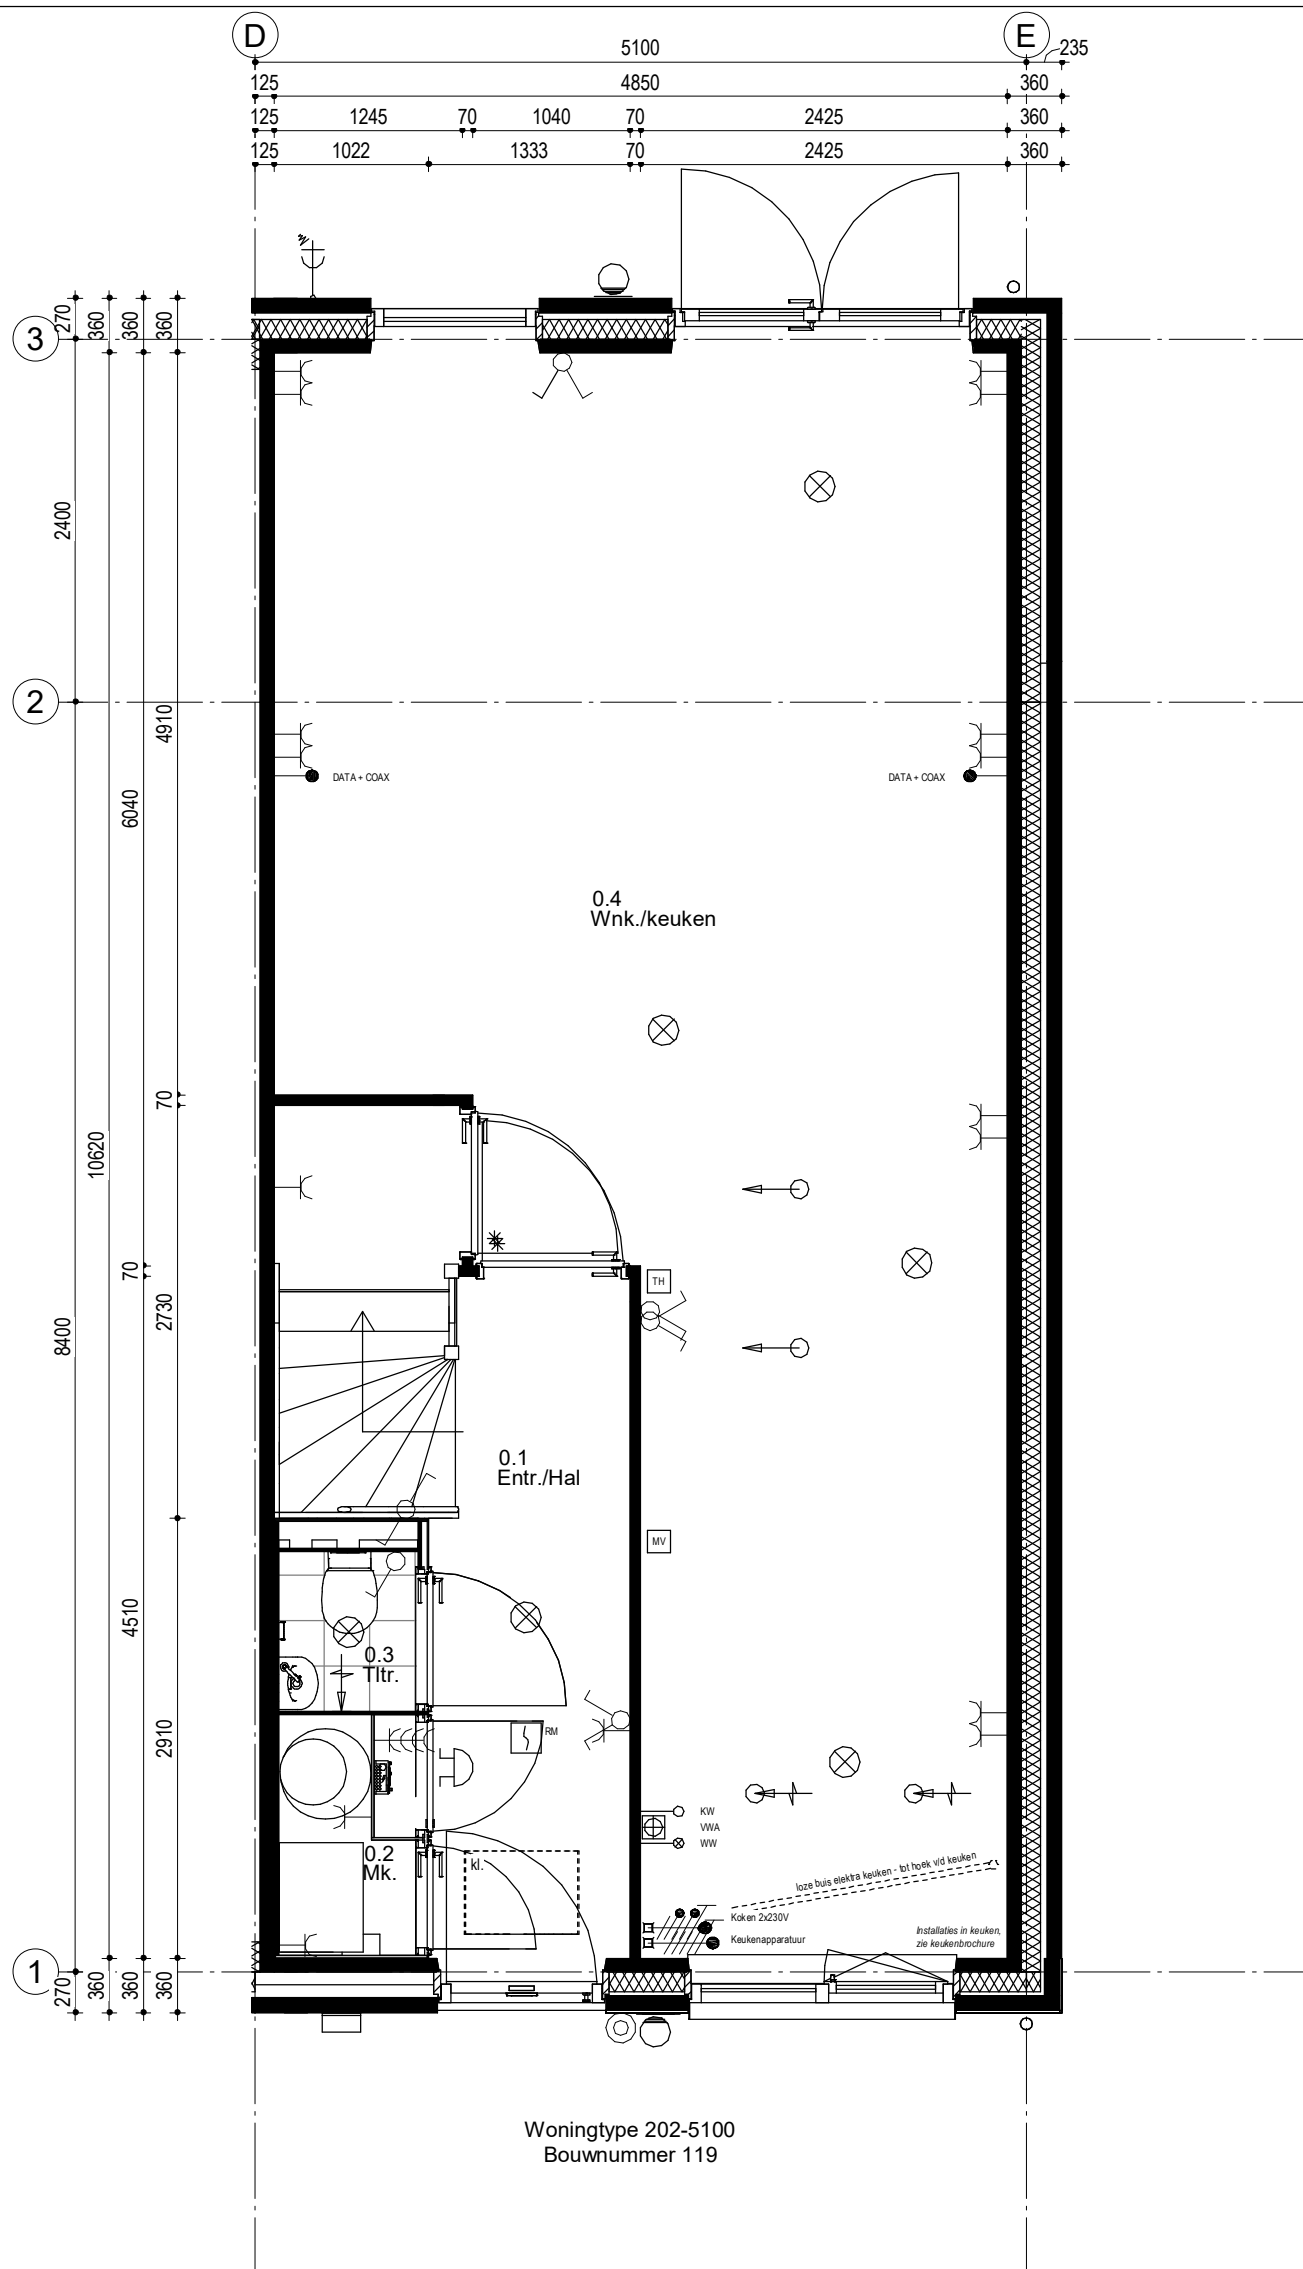 D
E
5100
235
125
4850
360
125
1245
70
1040
70
2425
360
125
1022
1333
70
2425
360
270
360
360
360
3
2400
2
4910
DATA + COAX
DATA + COAX
6040
0.4
Wnk./keuken
70
10620
70
TH
2730
8400
0.1
Entr./Hal
MV
4510
0.3
Tltr.
2910
RM
KW
VWA
WW
0.2
Mk.
kl.
loze buis elektra keuken - tot hoek v/d keuken
Koken 2x230V
Keukenapparatuur
Installaties in keuken,
zie keukenbrochure
1
270
360
360
360
Woningtype 202-5100
Bouwnummer 119